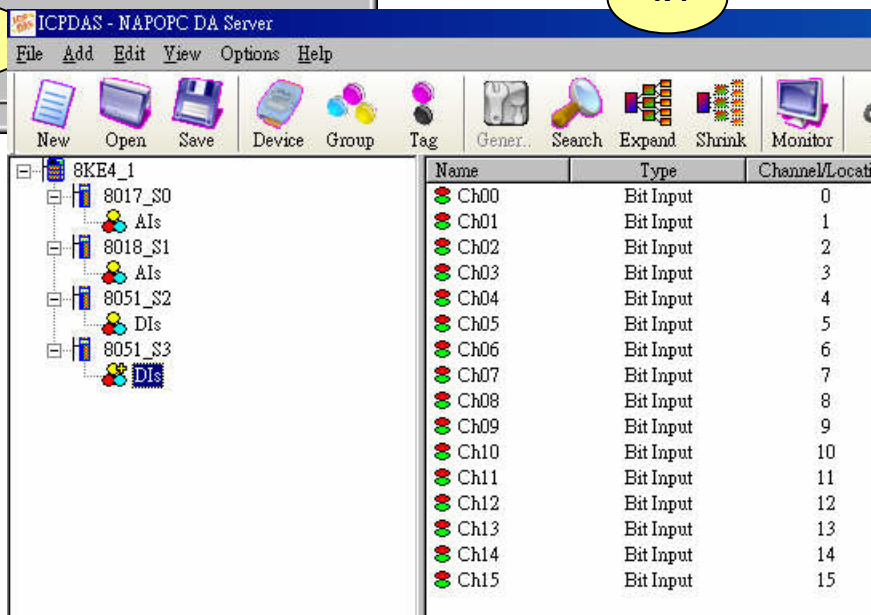 ICPDAS - NAPOPC DA Server
File Add Edit View Options Help
New Open Save Device Group Tag Gener.. Search Expand Shrink Monitor
8KE4_1
8017_S0
AIs
8018_S1
AIs
8051_S2
DIs
8051_S3
DIs
Name Type Channel/Locati
Ch00 Bit Input 0
Ch01 Bit Input 1
Ch02 Bit Input 2
Ch03 Bit Input 3
Ch04 Bit Input 4
Ch05 Bit Input 5
Ch06 Bit Input 6
Ch07 Bit Input 7
Ch08 Bit Input 8
Ch09 Bit Input 9
Ch10 Bit Input 10
Ch11 Bit Input 11
Ch12 Bit Input 12
Ch13 Bit Input 13
Ch14 Bit Input 14
Ch15 Bit Input 15